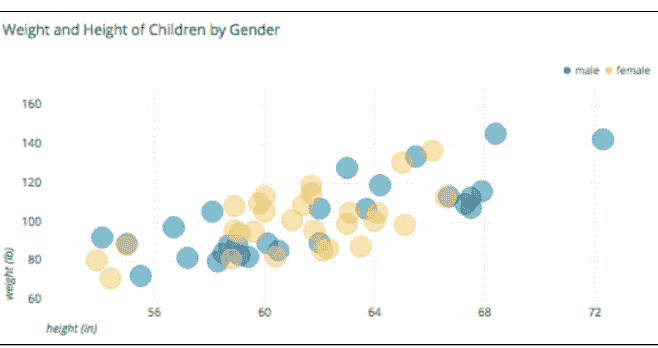 Weight and Height of Children by Gender
male female
160
140
120
100
80
60
weight (lb)
56 60 64 68 72
height (in)